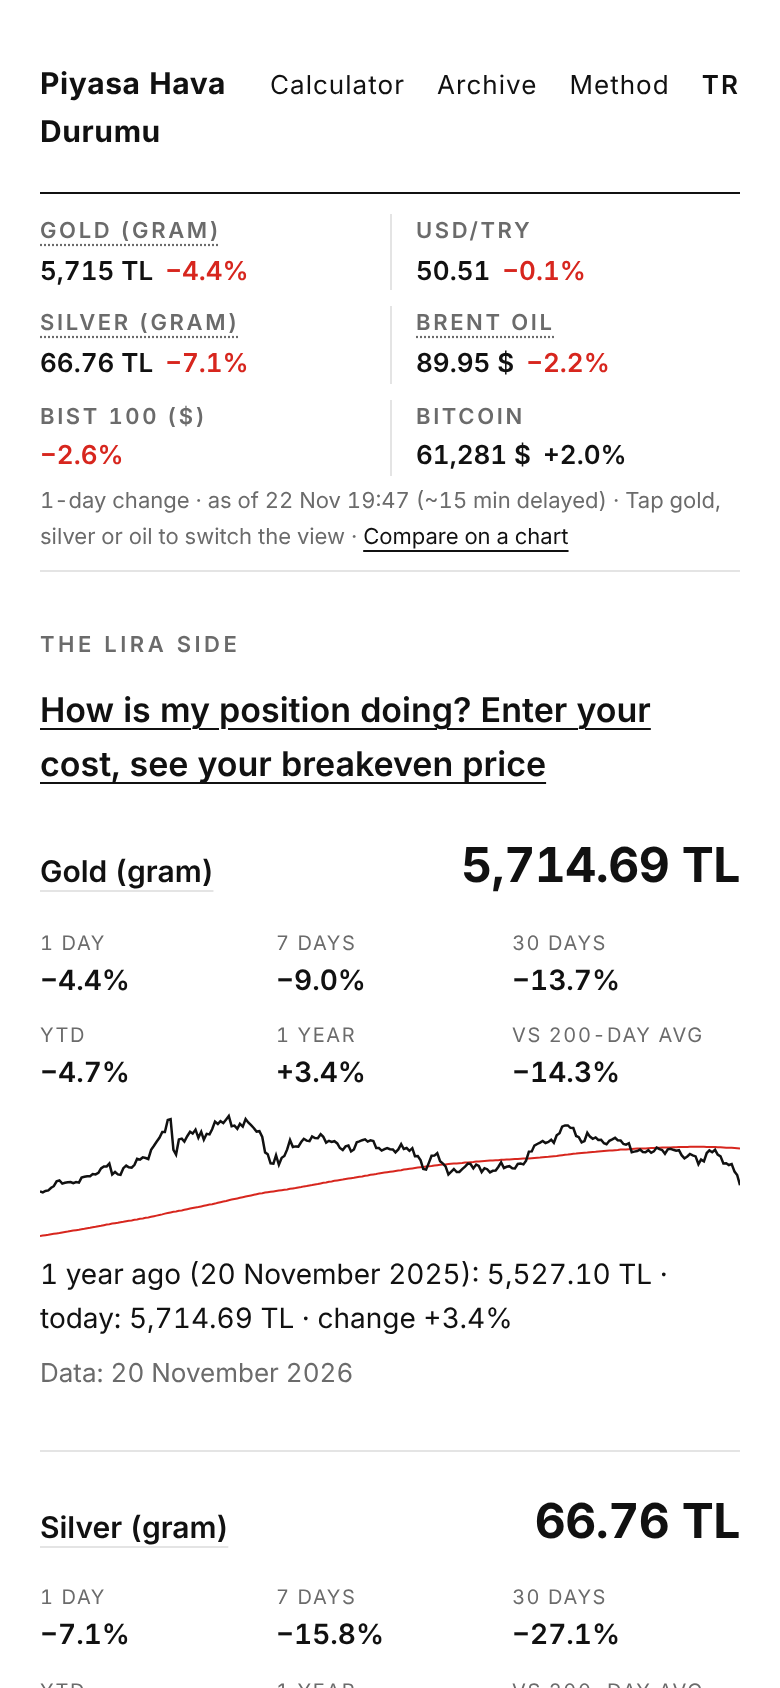 Piyasa Hava Durumu
Calculator Archive Method TR
GOLD (GRAM)
5,715 TL −4.4%
USD/TRY
50.51 −0.1%
SILVER (GRAM)
66.76 TL −7.1%
BRENT OIL
89.95 $ −2.2%
BIST 100 ($)
−2.6%
BITCOIN
61,281 $ +2.0%
1-day change · as of 22 Nov 19:47 (~15 min delayed) · Tap gold,
silver or oil to switch the view · Compare on a chart
THE LIRA SIDE
How is my position doing? Enter your
cost, see your breakeven price
Gold (gram) 5,714.69 TL
1 DAY 7 DAYS 30 DAYS
−4.4% −9.0% −13.7%
YTD 1 YEAR VS 200-DAY AVG
−4.7% +3.4% −14.3%
1 year ago (20 November 2025): 5,527.10 TL ·
today: 5,714.69 TL · change +3.4%
Data: 20 November 2026
Silver (gram) 66.76 TL
1 DAY 7 DAYS 30 DAYS
−7.1% −15.8% −27.1%
YTD 1 YEAR VS 200-DAY AVG